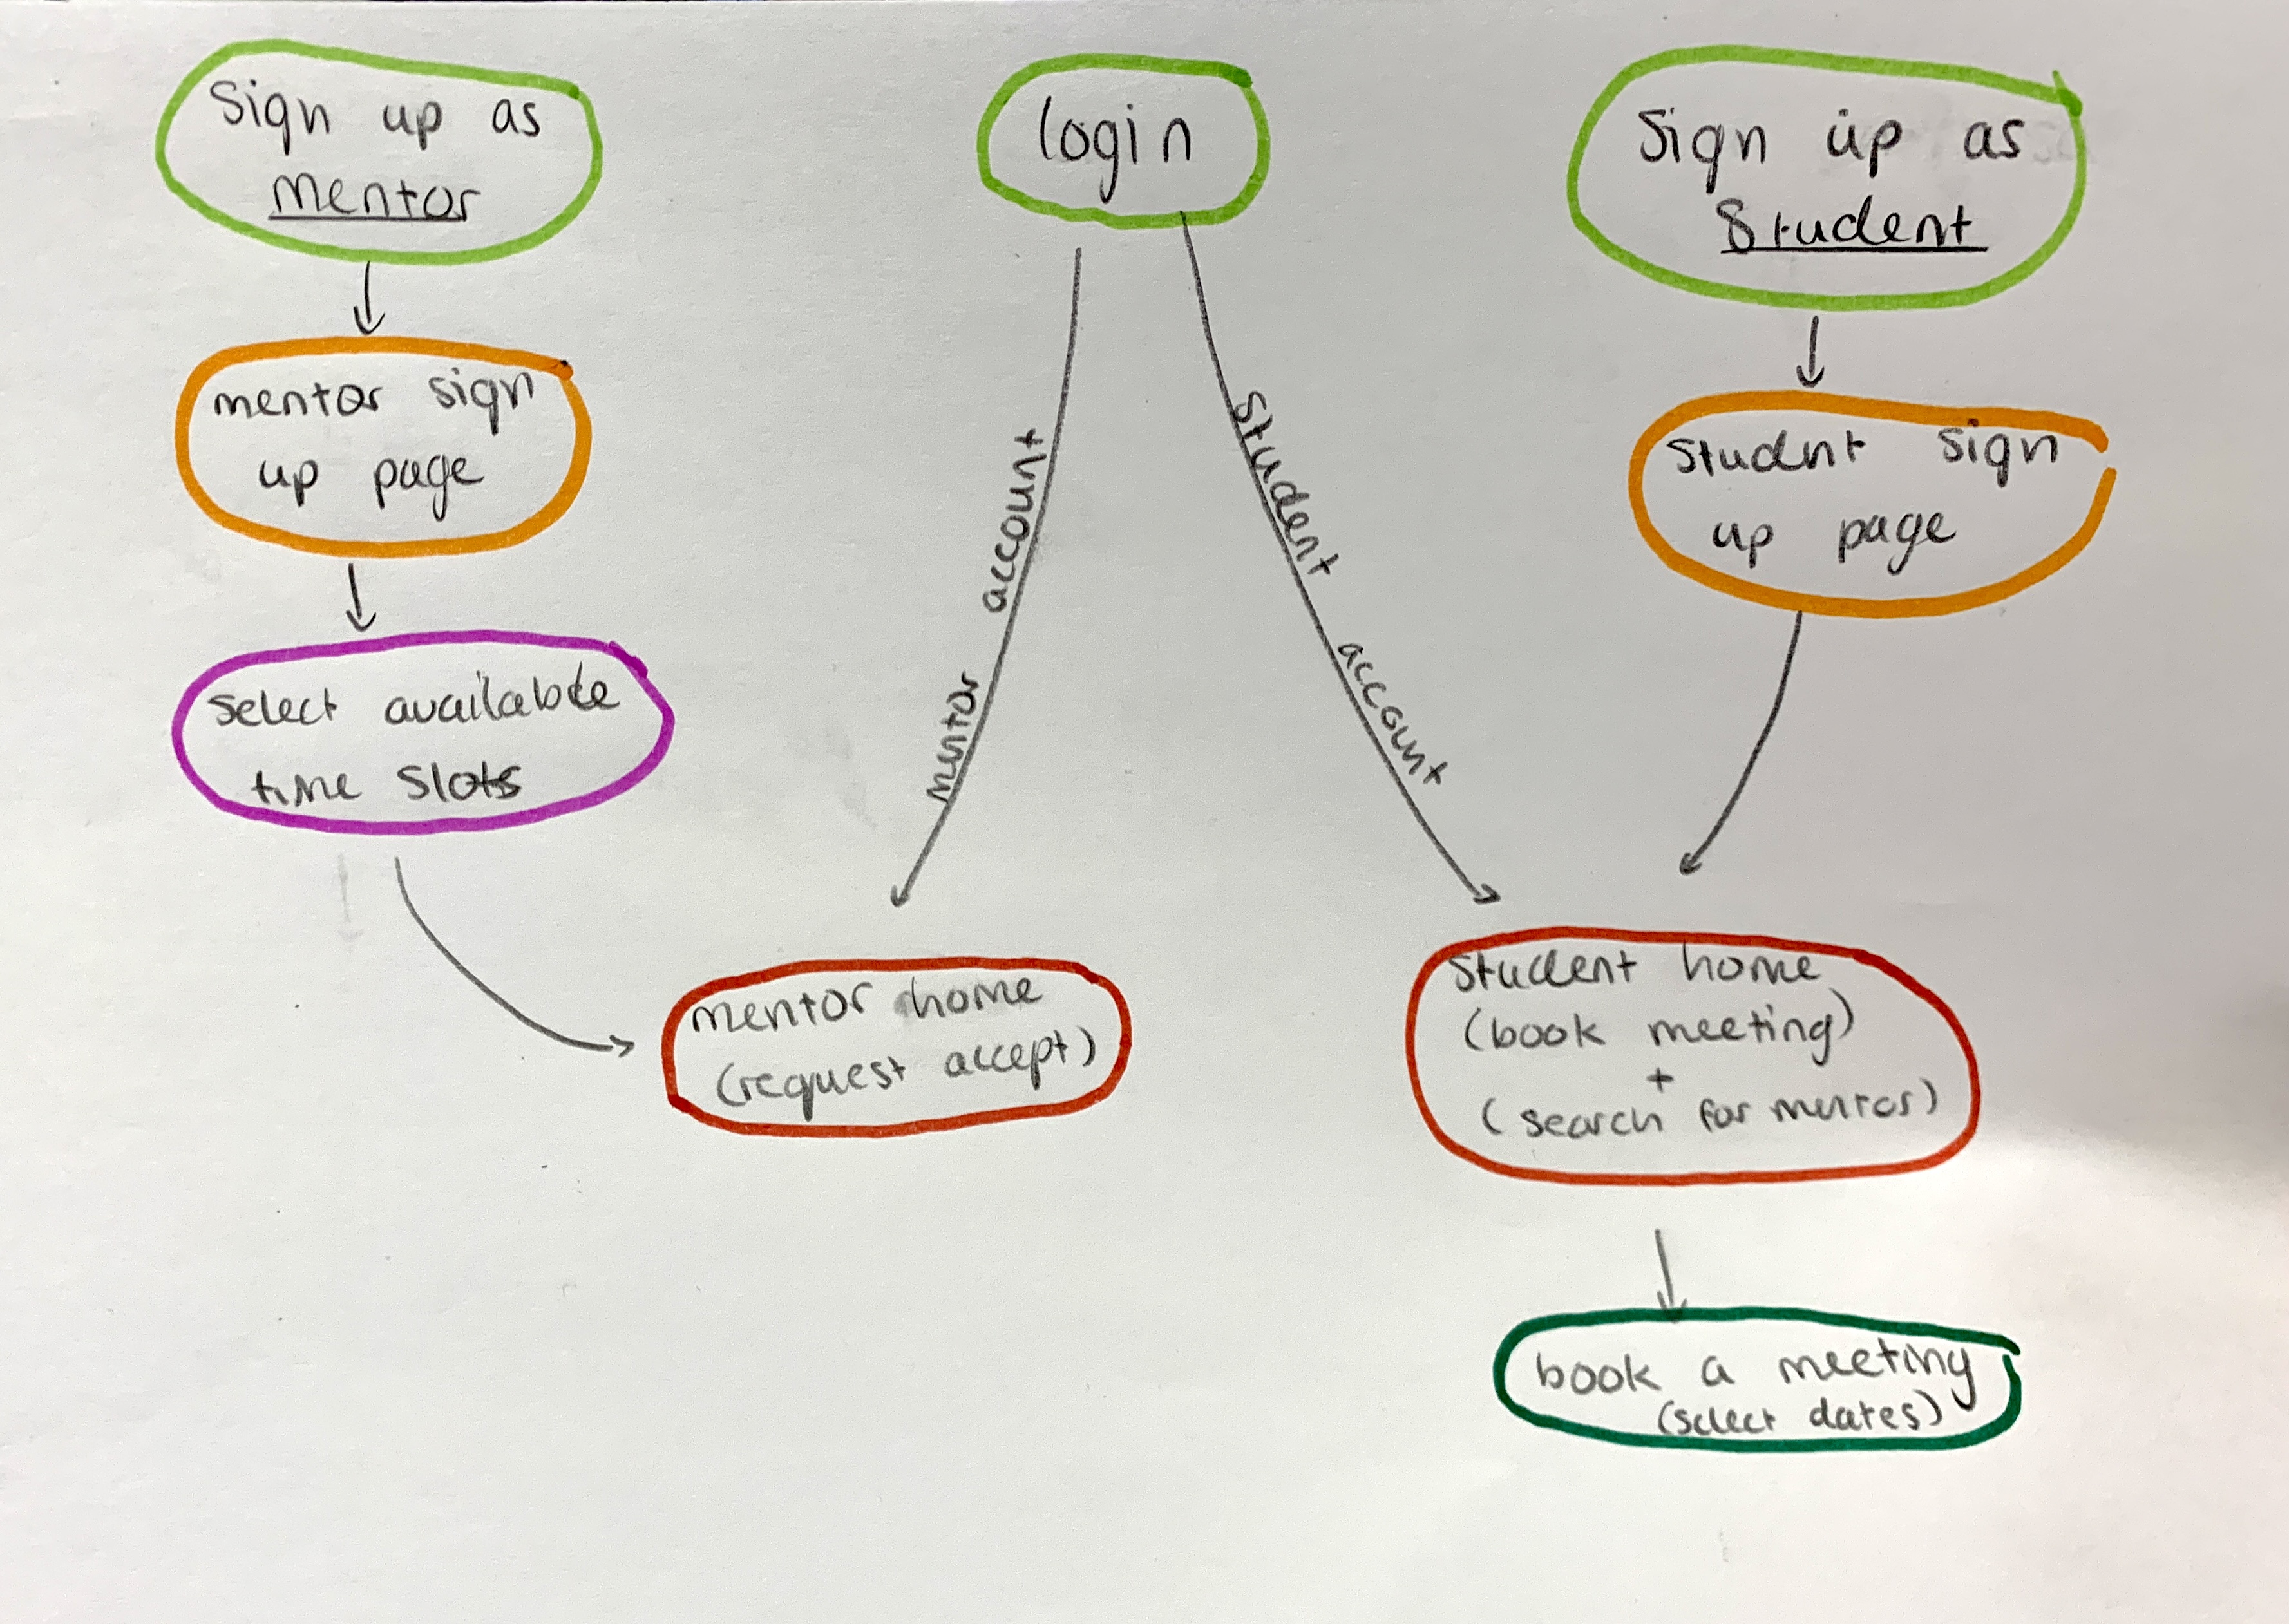 Sign up as
Mentor
login
Sign up as
Student
mentor sign
up page
account
mentor
Student
account
Studnt sign
up page
select available
time slots
mentor home
(request accept)
Student home
(book meeting)
+
(search for mentor)
book a meeting
(select dates)